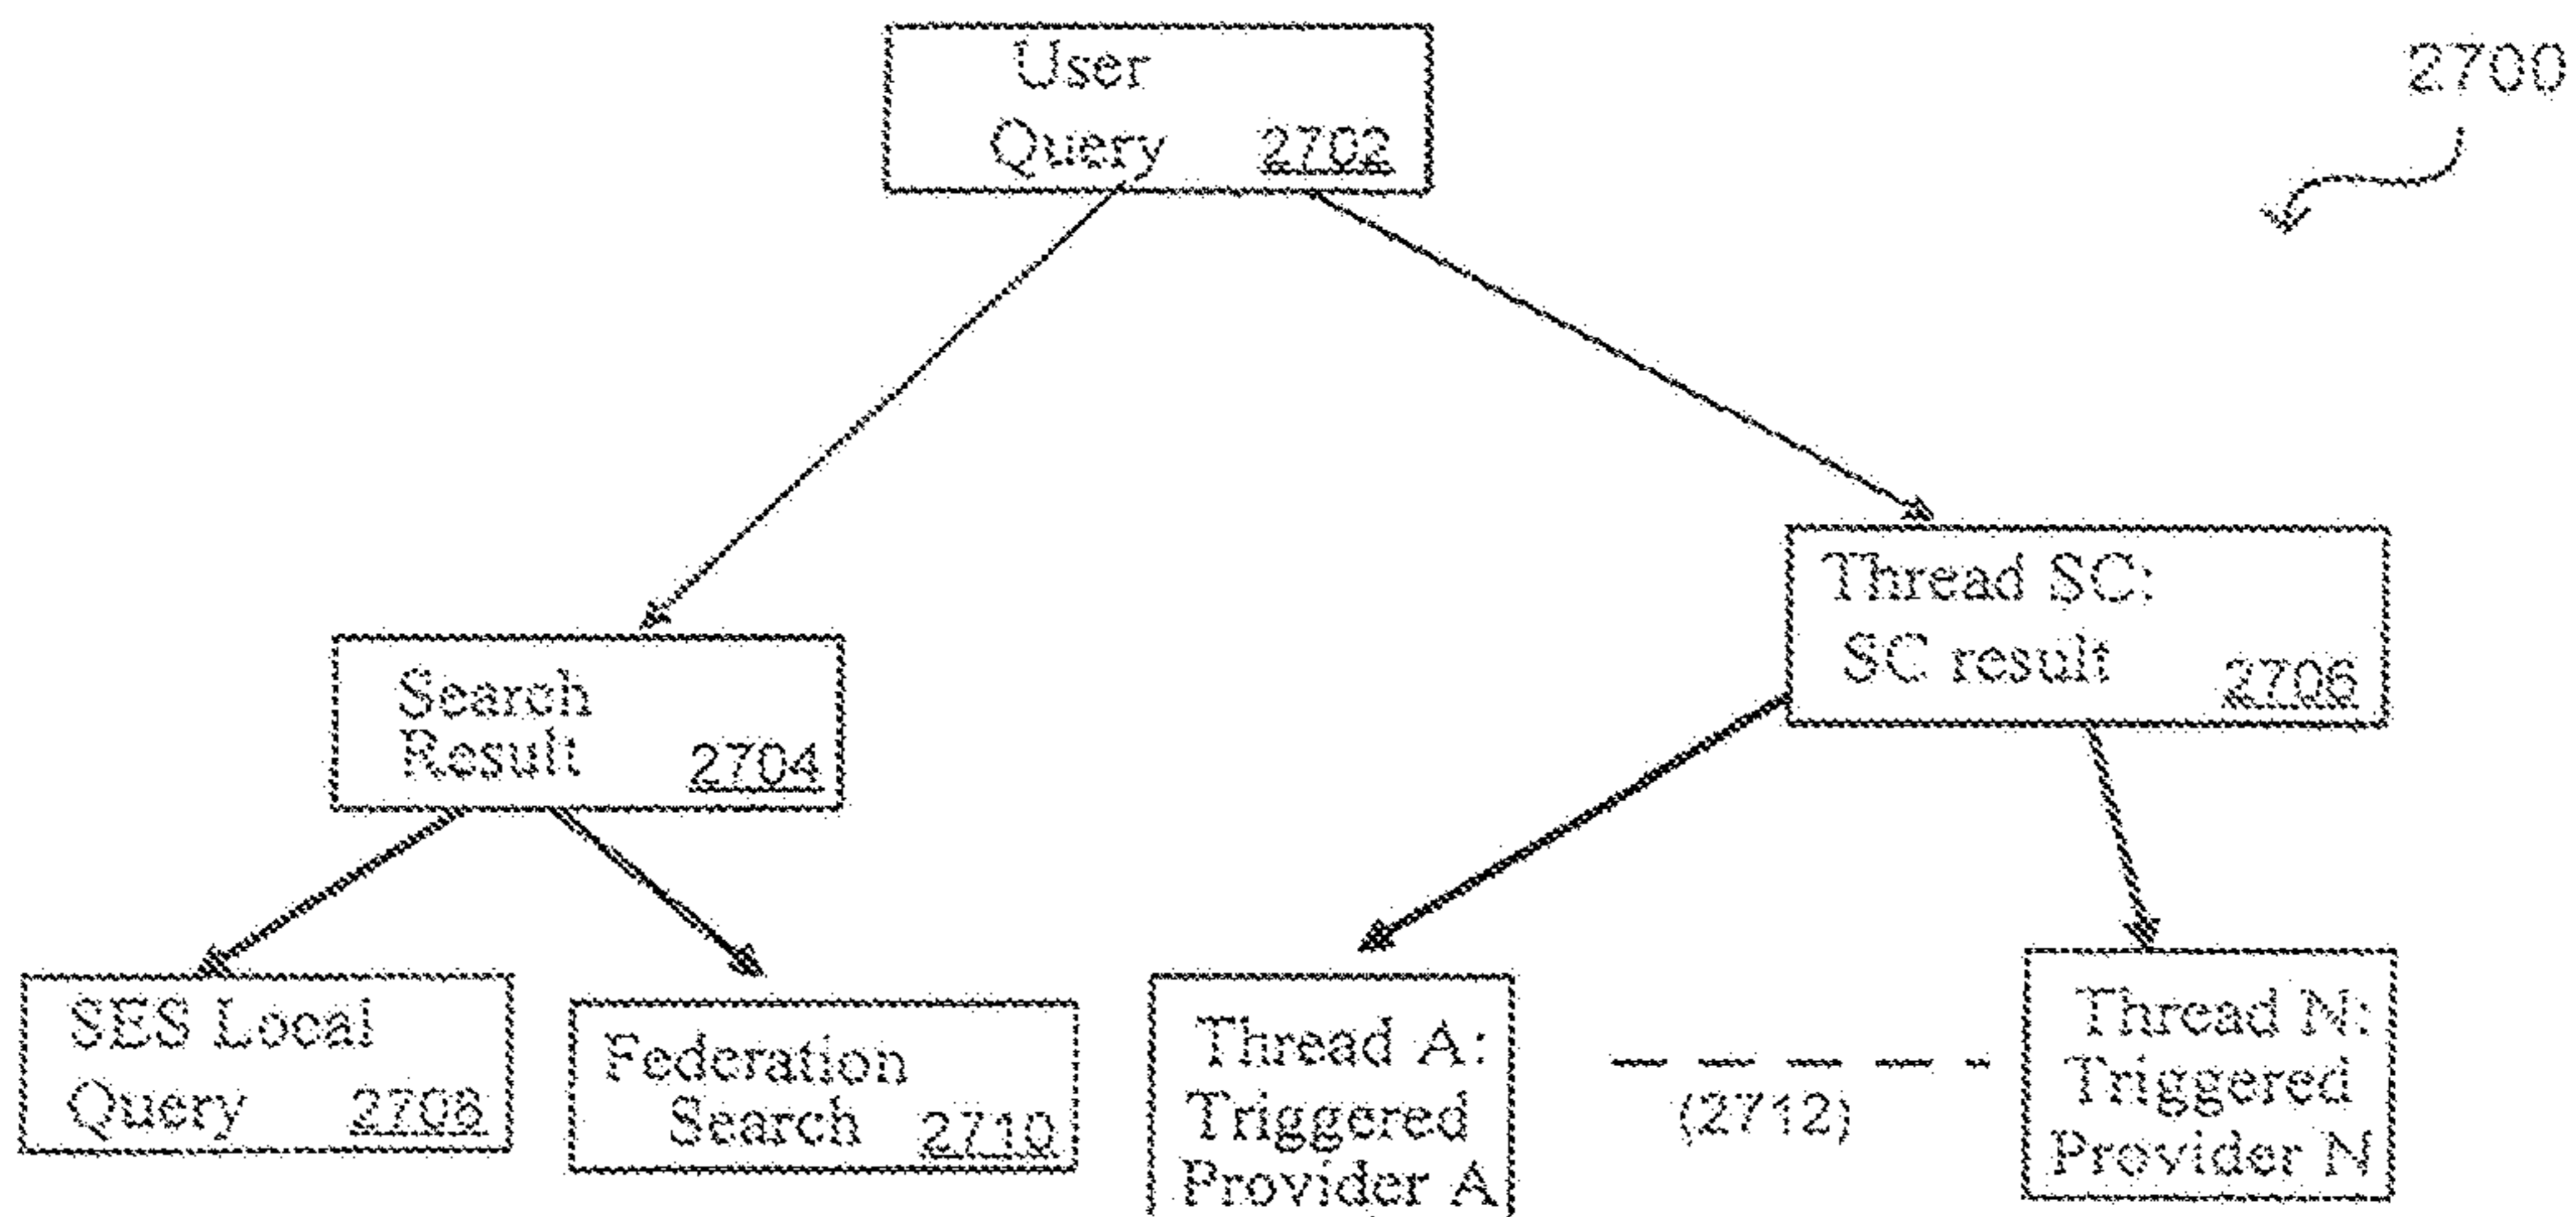 User
Query 2702
2700
Thread SC:
SC result 2706
Search
Result 2704
SES Local
Query 2708
Federation
Search 2710
Thread A:
Triggered
Provider A
(2712)
Thread N:
Triggered
Provider N